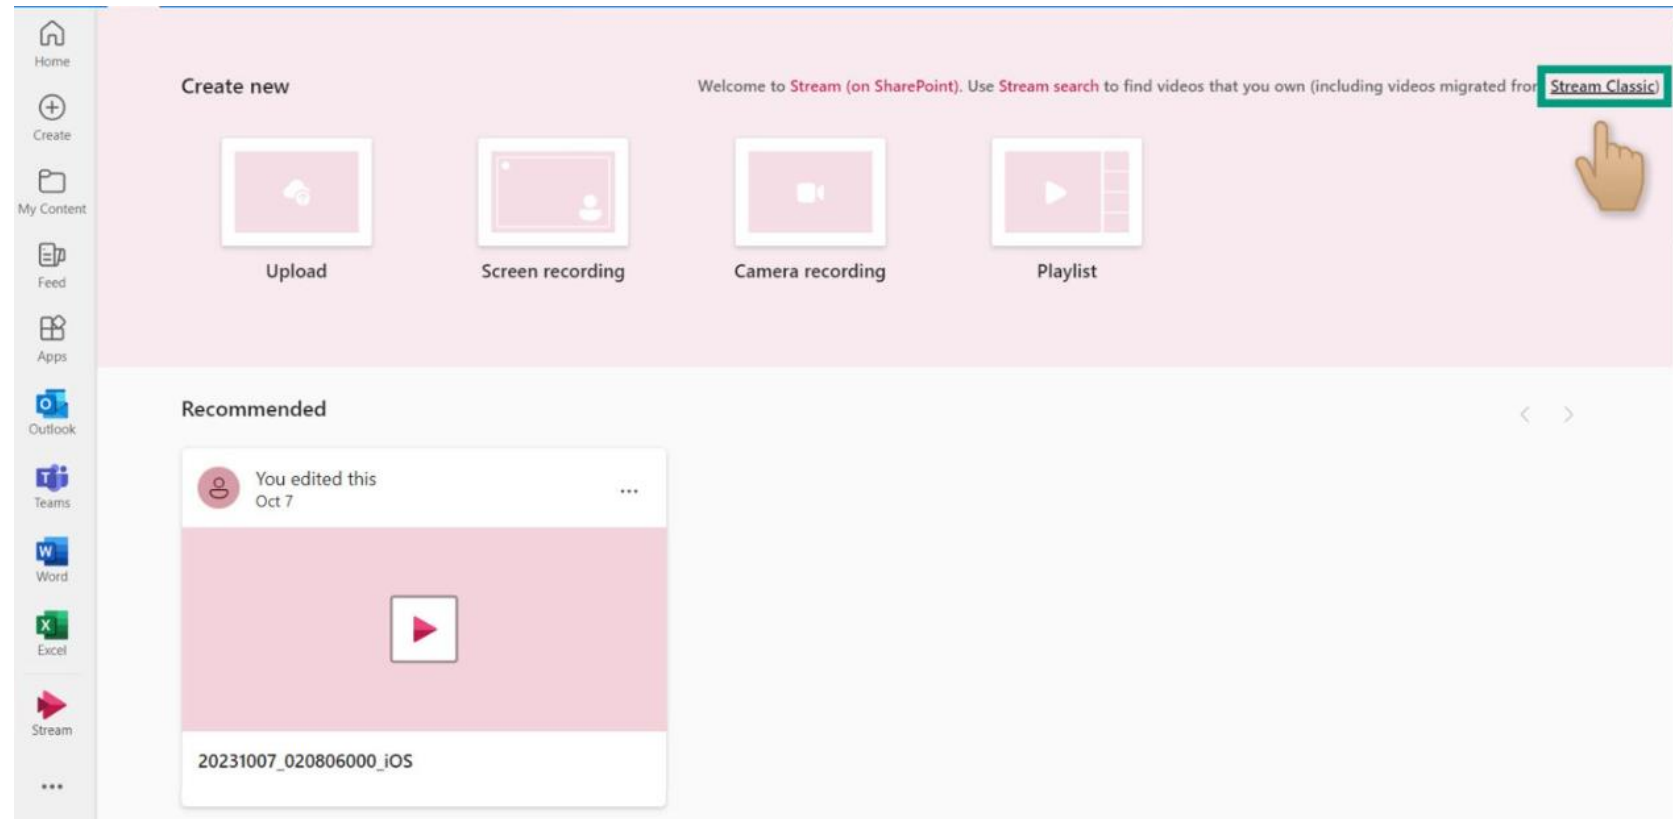 Home
Create
My Content
Feed
Apps
Outlook
Teams
Word
Excel
Stream
Create new
Welcome to Stream (on SharePoint). Use Stream search to find videos that you own (including videos migrated fror Stream Classic)
Upload
Screen recording
Camera recording
Playlist
Recommended
You edited this
Oct 7
20231007_020806000_iOS